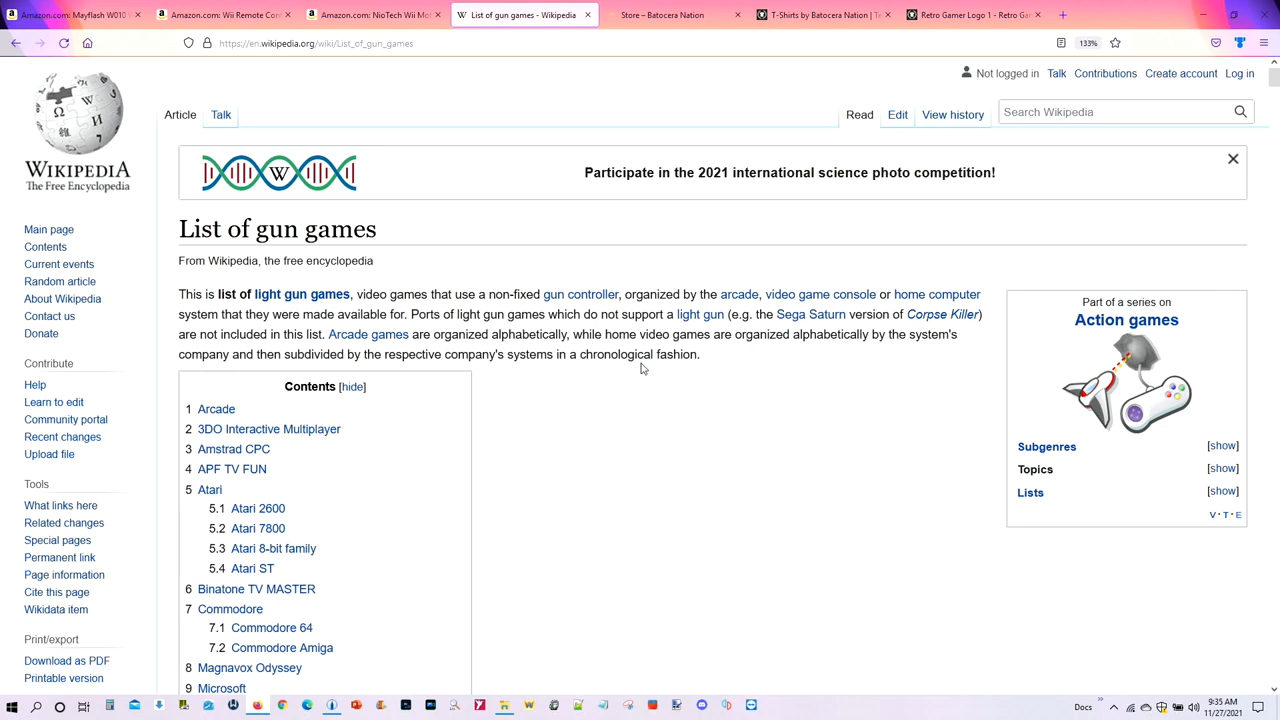 Amazon.com: Mayflash W010 W
Amazon.com: Wii Remote Con
Amazon.com: NioTech Wii Mot
List of gun games - Wikipedia
Store – Batocera Nation
T-Shirts by Batocera Nation | Te
Retro Gamer Logo 1 - Retro Ga
https://en.wikipedia.org/wiki/List_of_gun_games
133%
Not logged in Talk Contributions Create account Log in
Article Talk
Read Edit View history
Search Wikipedia
WIKIPEDIA
The Free Encyclopedia
Participate in the 2021 international science photo competition!
Main page
Contents
Current events
Random article
About Wikipedia
Contact us
Donate
Contribute
Help
Learn to edit
Community portal
Recent changes
Upload file
Tools
What links here
Related changes
Special pages
Permanent link
Page information
Cite this page
Wikidata item
Print/export
Download as PDF
Printable version
List of gun games
From Wikipedia, the free encyclopedia
This is list of light gun games, video games that use a non-fixed gun controller, organized by the arcade, video game console or home computer
system that they were made available for. Ports of light gun games which do not support a light gun (e.g. the Sega Saturn version of Corpse Killer)
are not included in this list. Arcade games are organized alphabetically, while home video games are organized alphabetically by the system's
company and then subdivided by the respective company's systems in a chronological fashion.
Contents [hide]
1 Arcade
2 3DO Interactive Multiplayer
3 Amstrad CPC
4 APF TV FUN
5 Atari
5.1 Atari 2600
5.2 Atari 7800
5.3 Atari 8-bit family
5.4 Atari ST
6 Binatone TV MASTER
7 Commodore
7.1 Commodore 64
7.2 Commodore Amiga
8 Magnavox Odyssey
9 Microsoft
Part of a series on
Action games
Subgenres [show]
Topics [show]
Lists [show]
V · T · E
Docs
9:35 AM
11/27/2021